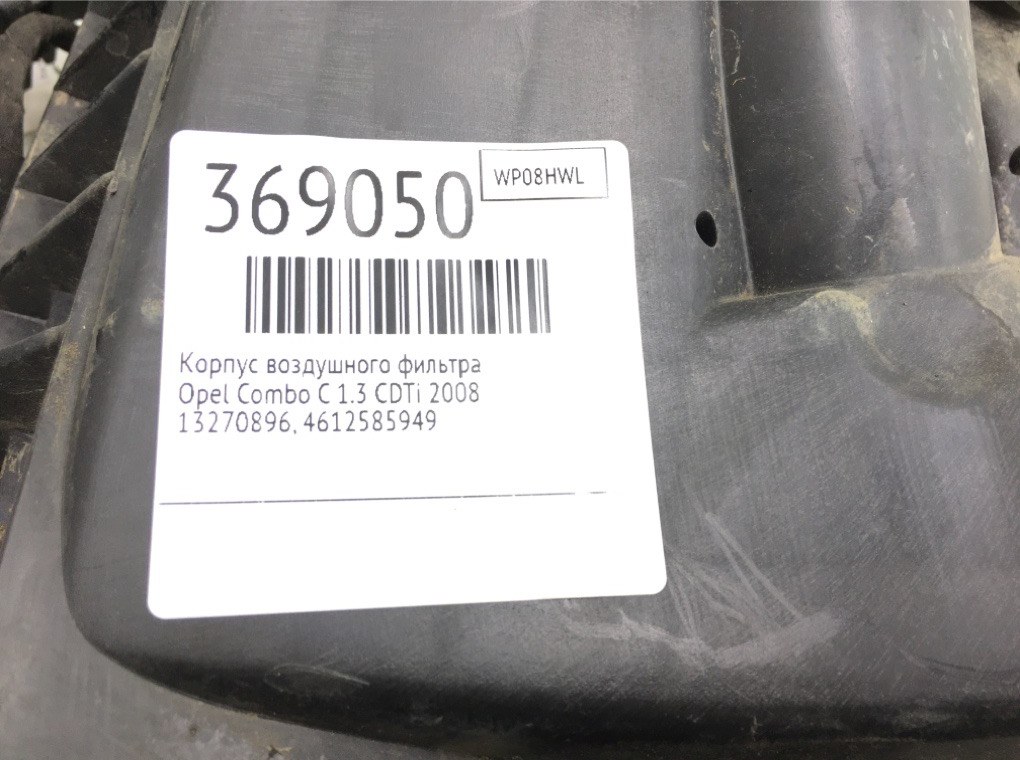 369050
WP08HWL
Корпус воздушного фильтра
Opel Combo C 1.3 CDTi 2008
13270896, 4612585949